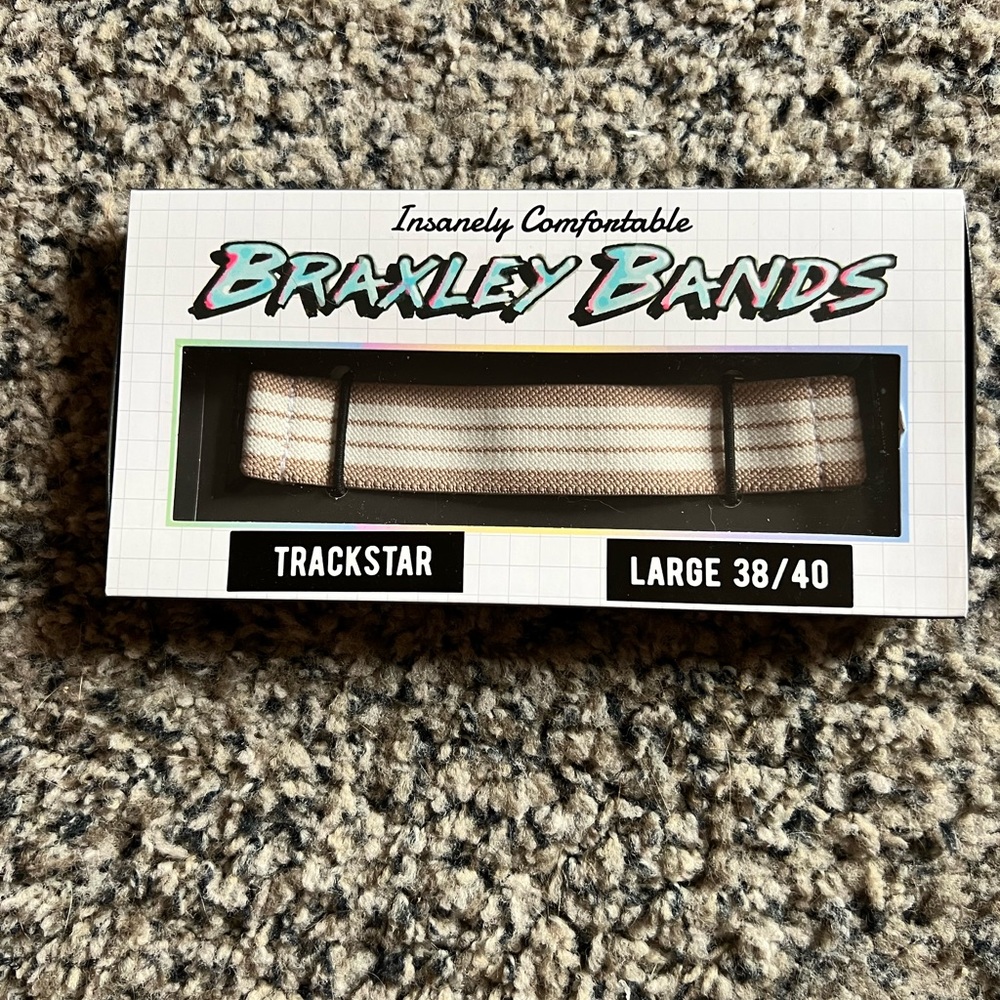 Insanely Comfortable
BRAXLEY BANDS
TRACKSTAR
LARGE 38/40